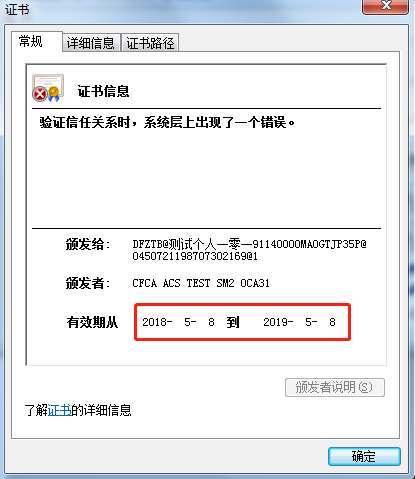 证书
常规 详细信息 证书路径
证书信息
验证信任关系时，系统层上出现了一个错误。
颁发给： DFZTB@测试个人一零一91140000MA0GTJP35P@
0450721198707302169@1
颁发者： CFCA ACS TEST SM2 OCA31
有效期从 2018- 5- 8 到 2019- 5- 8
颁发者说明(S)
了解证书的详细信息
确定